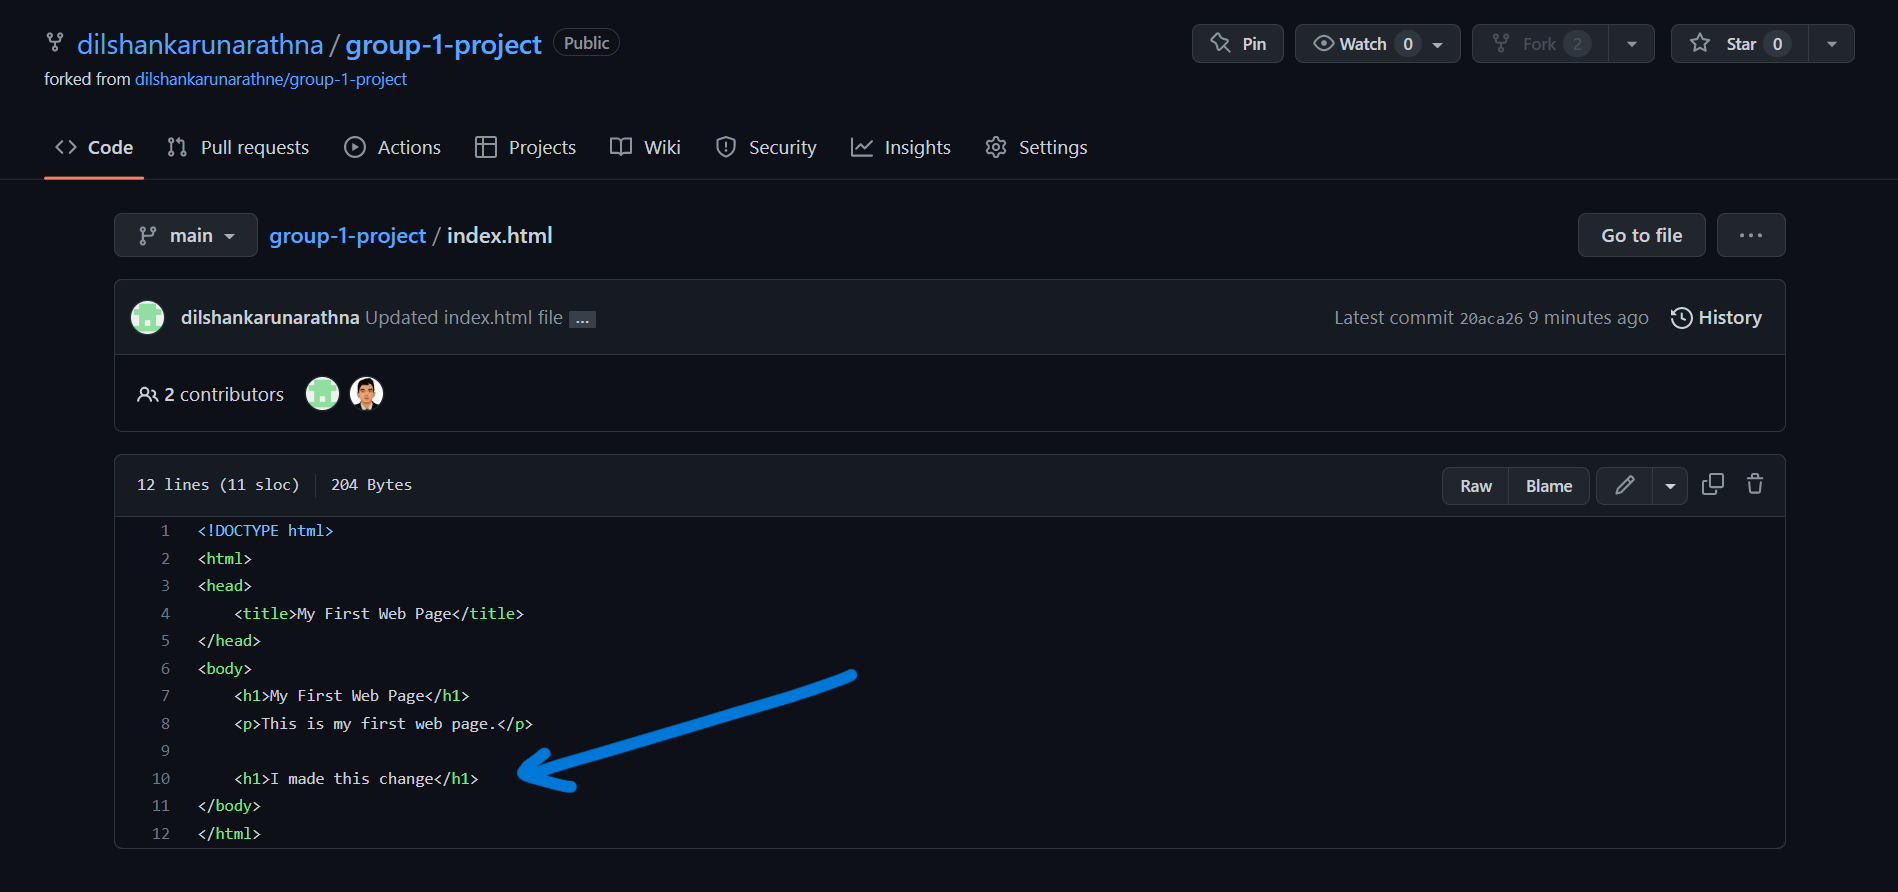 dilshankarunarathna / group-1-project Public
Pin
Watch 0
Fork 2
Star 0
forked from dilshankarunarathne/group-1-project
Code
Pull requests
Actions
Projects
Wiki
Security
Insights
Settings
main
group-1-project / index.html
Go to file
...
dilshankarunarathna Updated index.html file ...
Latest commit 20aca26 9 minutes ago
History
2 contributors
12 lines (11 sloc)
204 Bytes
Raw
Blame
1 <!DOCTYPE html>
2 <html>
3 <head>
4     <title>My First Web Page</title>
5 </head>
6 <body>
7     <h1>My First Web Page</h1>
8     <p>This is my first web page.</p>
9
10     <h1>I made this change</h1>
11 </body>
12 </html>